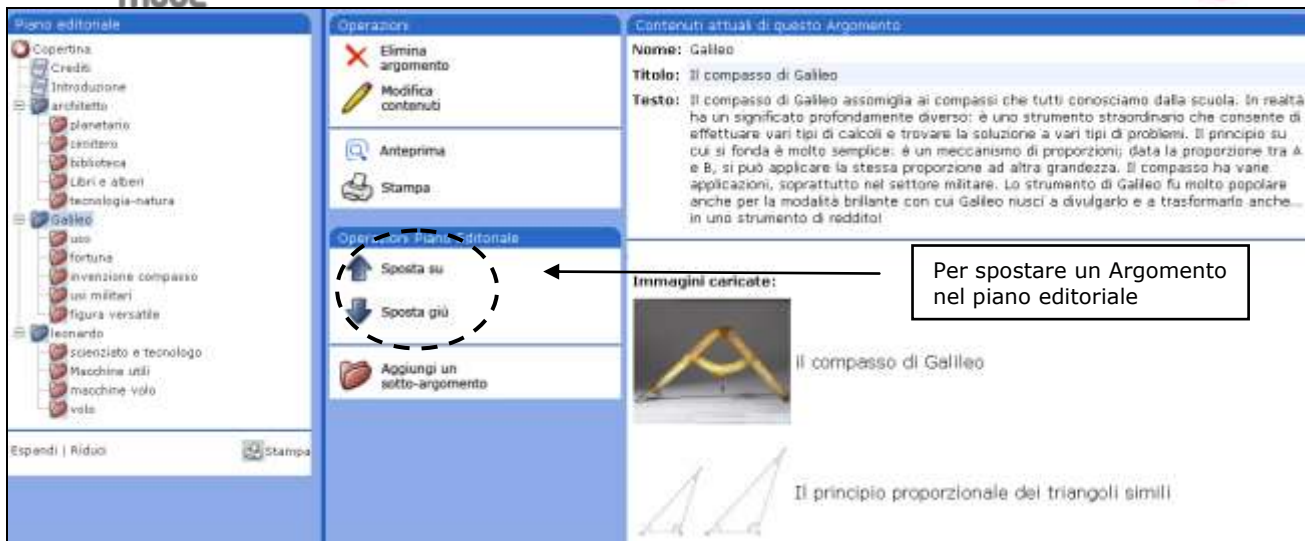 Piano editoriale
Copertina
Crediti
Introduzione
architetto
planetario
cimitero
biblioteca
Libri e alberi
tecnologia-natura
Galileo
uso
fortuna
invenzione compasso
usi militari
figura versatile
leonardo
scienziato e tecnologo
Macchine utili
macchine volo
volo
Espandi | Riduci
Stampa
Operazioni
Elimina
argomento
Modifica
contenuti
Anteprima
Stampa
Operazioni Piano Editoriale
Sposta su
Sposta giù
Aggiungi un
sotto-argomento
Contenuti attuali di questo Argomento
Nome: Galileo
Titolo: Il compasso di Galileo
Testo: Il compasso di Galileo assomiglia ai compassi che tutti conosciamo dalla scuola. In realtà
ha un significato profondamente diverso: è uno strumento straordinario che consente di
effettuare vari tipi di calcoli e trovare la soluzione a vari tipi di problemi. Il principio su
cui si fonda è molto semplice: è un meccanismo di proporzioni; data la proporzione tra A
e B, si può applicare la stessa proporzione ad altra grandezza. Il compasso ha varie
applicazioni, soprattutto nel settore militare. Lo strumento di Galileo fu molto popolare
anche per la modalità brillante con cui Galileo riuscì a divulgarlo e a trasformarlo anche...
in uno strumento di reddito!
Per spostare un Argomento
nel piano editoriale
Immagini caricate:
il compasso di Galileo
Il principio proporzionale dei triangoli simili